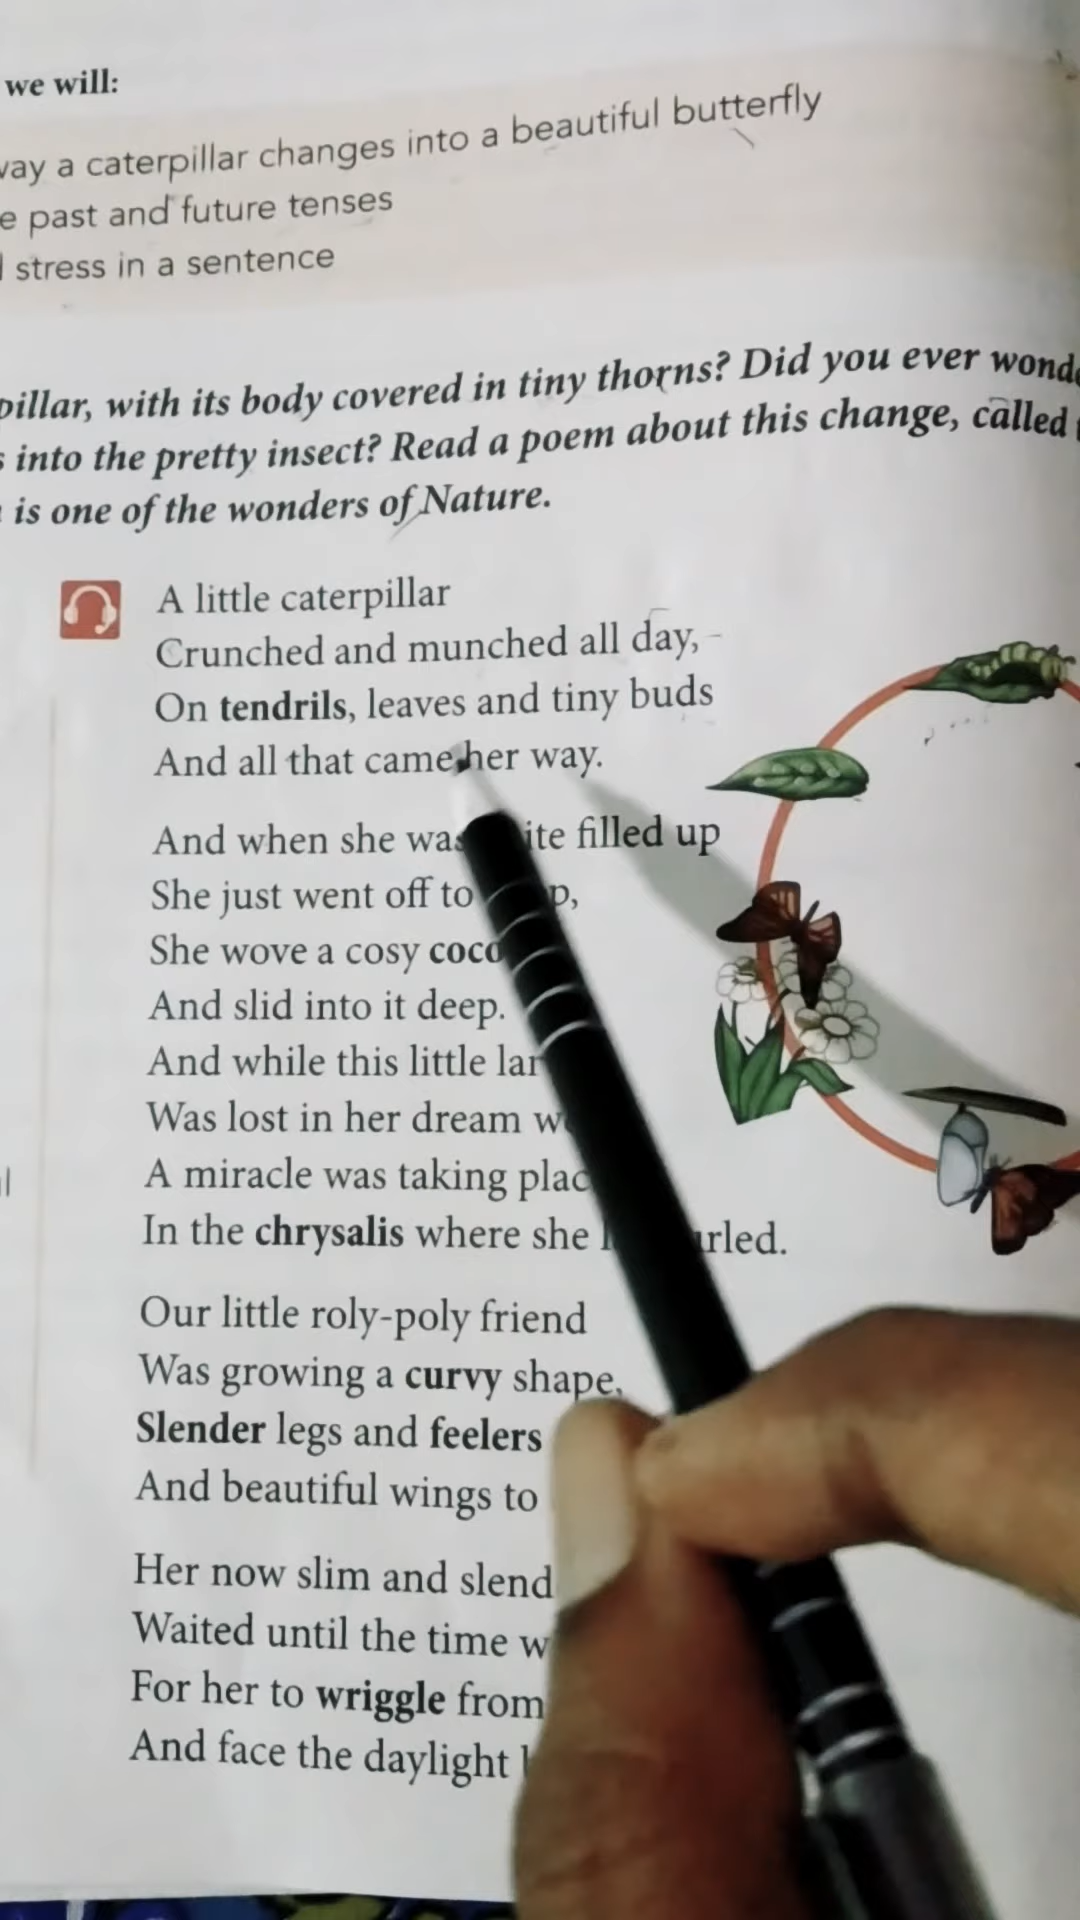 we will:
way a caterpillar changes into a beautiful butterfly
past and future tenses
stress in a sentence
with its body covered in tiny thorns? Did you ever
into the pretty insect? Read a poem about this change, called
is one of the wonders of Nature.
A little caterpillar
Crunched and munched all day,
On tendrils, leaves and tiny buds
And all that came her way.
And when she was filled up
She just went off to
She wove a cosy
And slid into it deep.
And while this little
Was lost in her dream
A miracle was taking
In the chrysalis where she
Our little roly-poly friend
Was growing a curvy shape,
Slender legs and feelers
And beautiful wings to
Her now slim and
Waited until the time
For her to wriggle from
And face the daylight